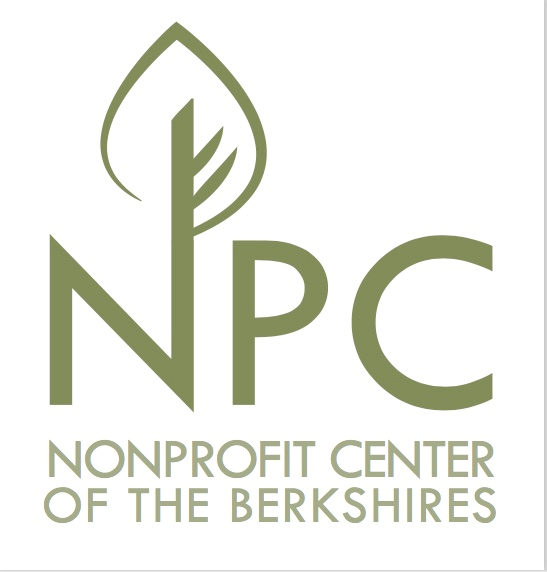 NPC
NONPROFIT CENTER
OF THE BERKSHIRES